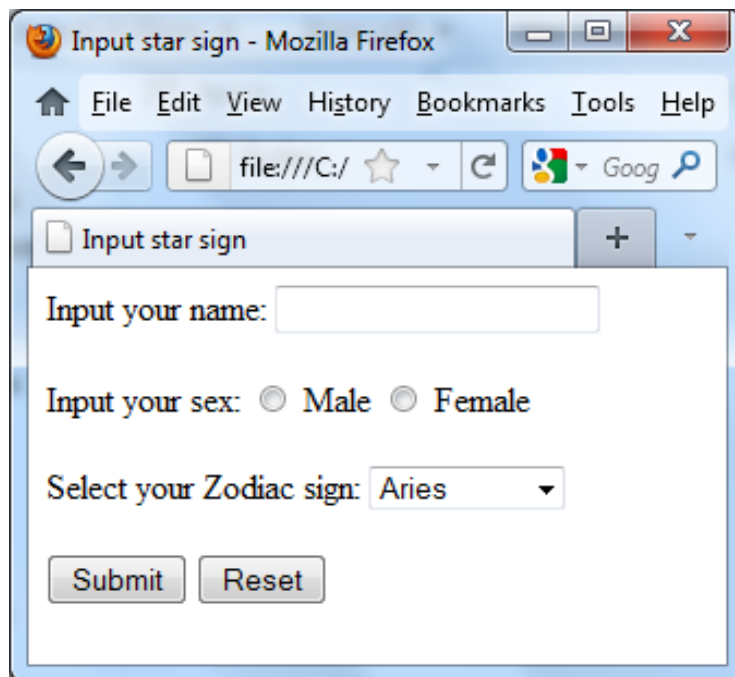 Input star sign - Mozilla Firefox
File Edit View History Bookmarks Tools Help
file:///C:/ Goog
Input star sign
Input your name:
Input your sex: Male Female
Select your Zodiac sign: Aries
Submit Reset